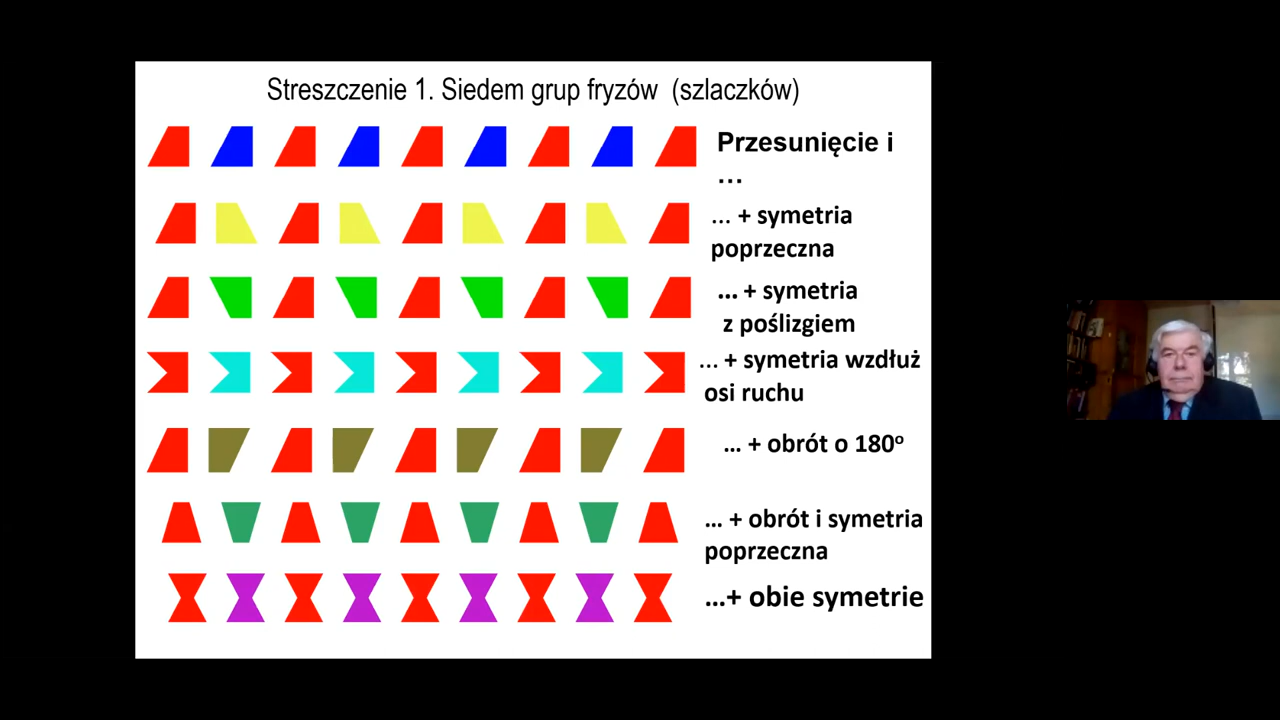 Streszczenie 1. Siedem grup fryzów (szlaczków)
Przesunięcie i
...
... + symetria
poprzeczna
... + symetria
z poślizgiem
... + symetria wzdłuż
osi ruchu
... + obrót o 180º
... + obrót i symetria
poprzeczna
...+ obie symetrie